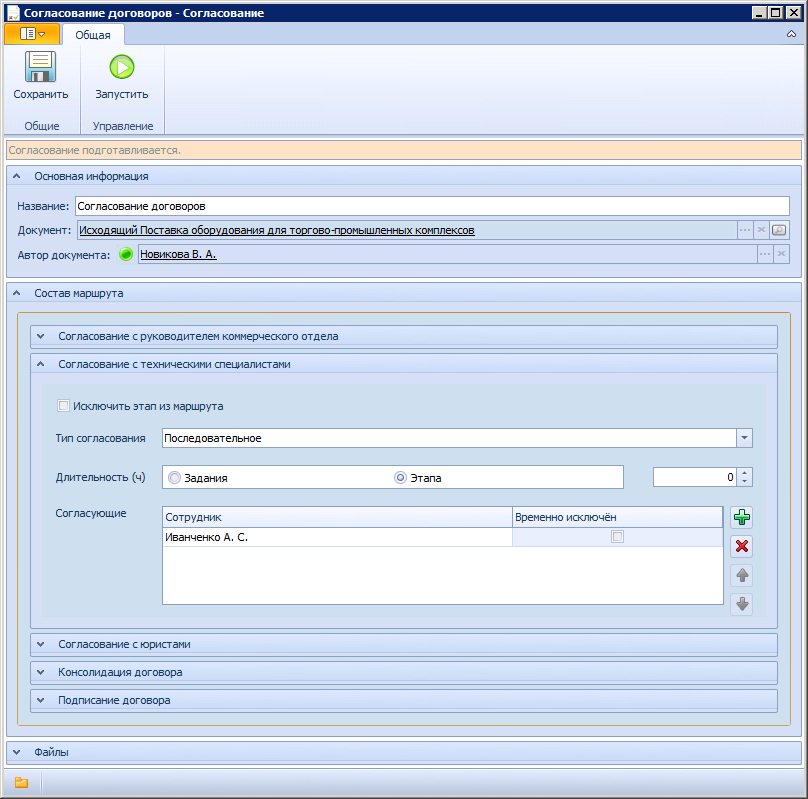 Согласование договоров - Согласование
Общая
Сохранить
Запустить
Общие
Управление
Согласование подготавливается.
Основная информация
Название: Согласование договоров
Документ: Исходящий Поставка оборудования для торгово-промышленных комплексов
Автор документа: Новикова В. А.
Состав маршрута
Согласование с руководителем коммерческого отдела
Согласование с техническими специалистами
Исключить этап из маршрута
Тип согласования Последовательное
Длительность (ч) Задания Этапа 0
Согласующие Сотрудник Временно исключён
Иванченко А. С.
Согласование с юристами
Консолидация договора
Подписание договора
Файлы